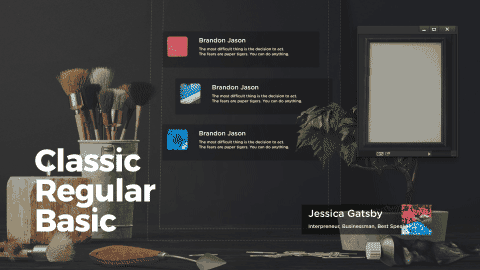 Brandon Jason
The most difficult thing is the decision to act.
The fears are paper tigers. You can do anything.
Brandon Jason
The most difficult thing is the decision to act.
The fears are paper tigers. You can do anything.
Brandon Jason
The most difficult thing is the decision to act.
The fears are paper tigers. You can do anything.
Classic
Regular
Basic
Jessica Gatsby
Interpreneur, Businessman, Best